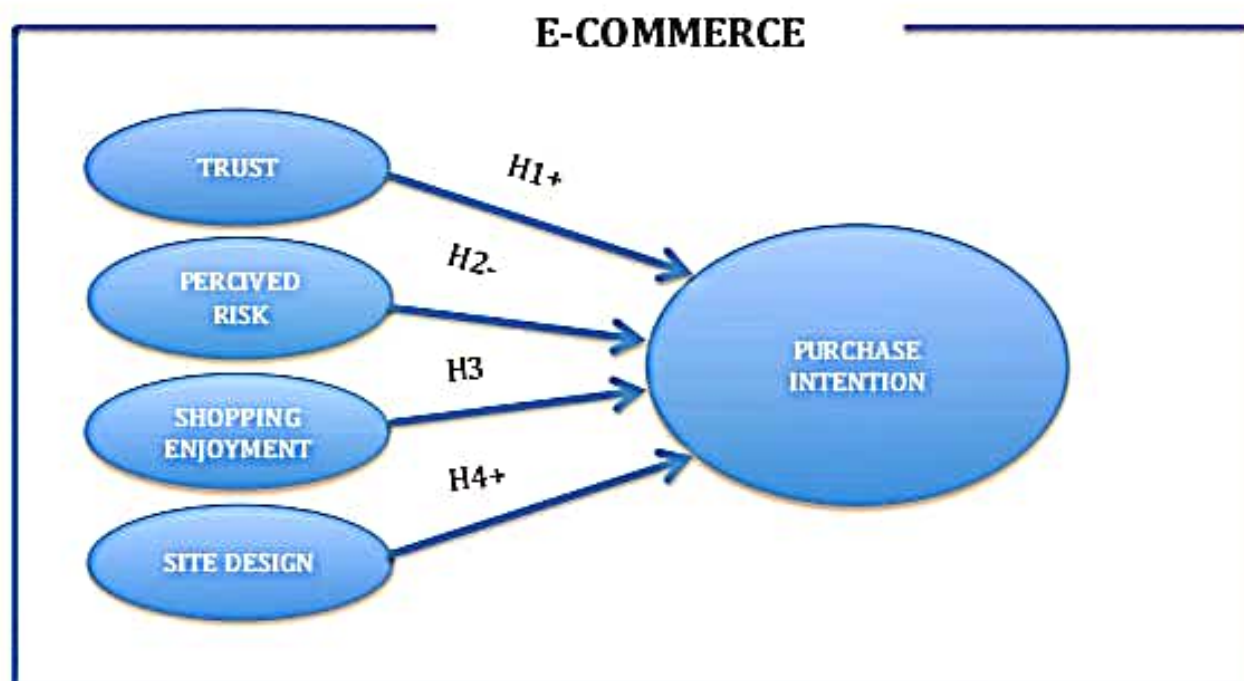 E-COMMERCE
TRUST
H1+
PERCIVED
RISK
H2-
SHOPPING
ENJOYMENT
H3
SITE DESIGN
H4+
PURCHASE
INTENTION